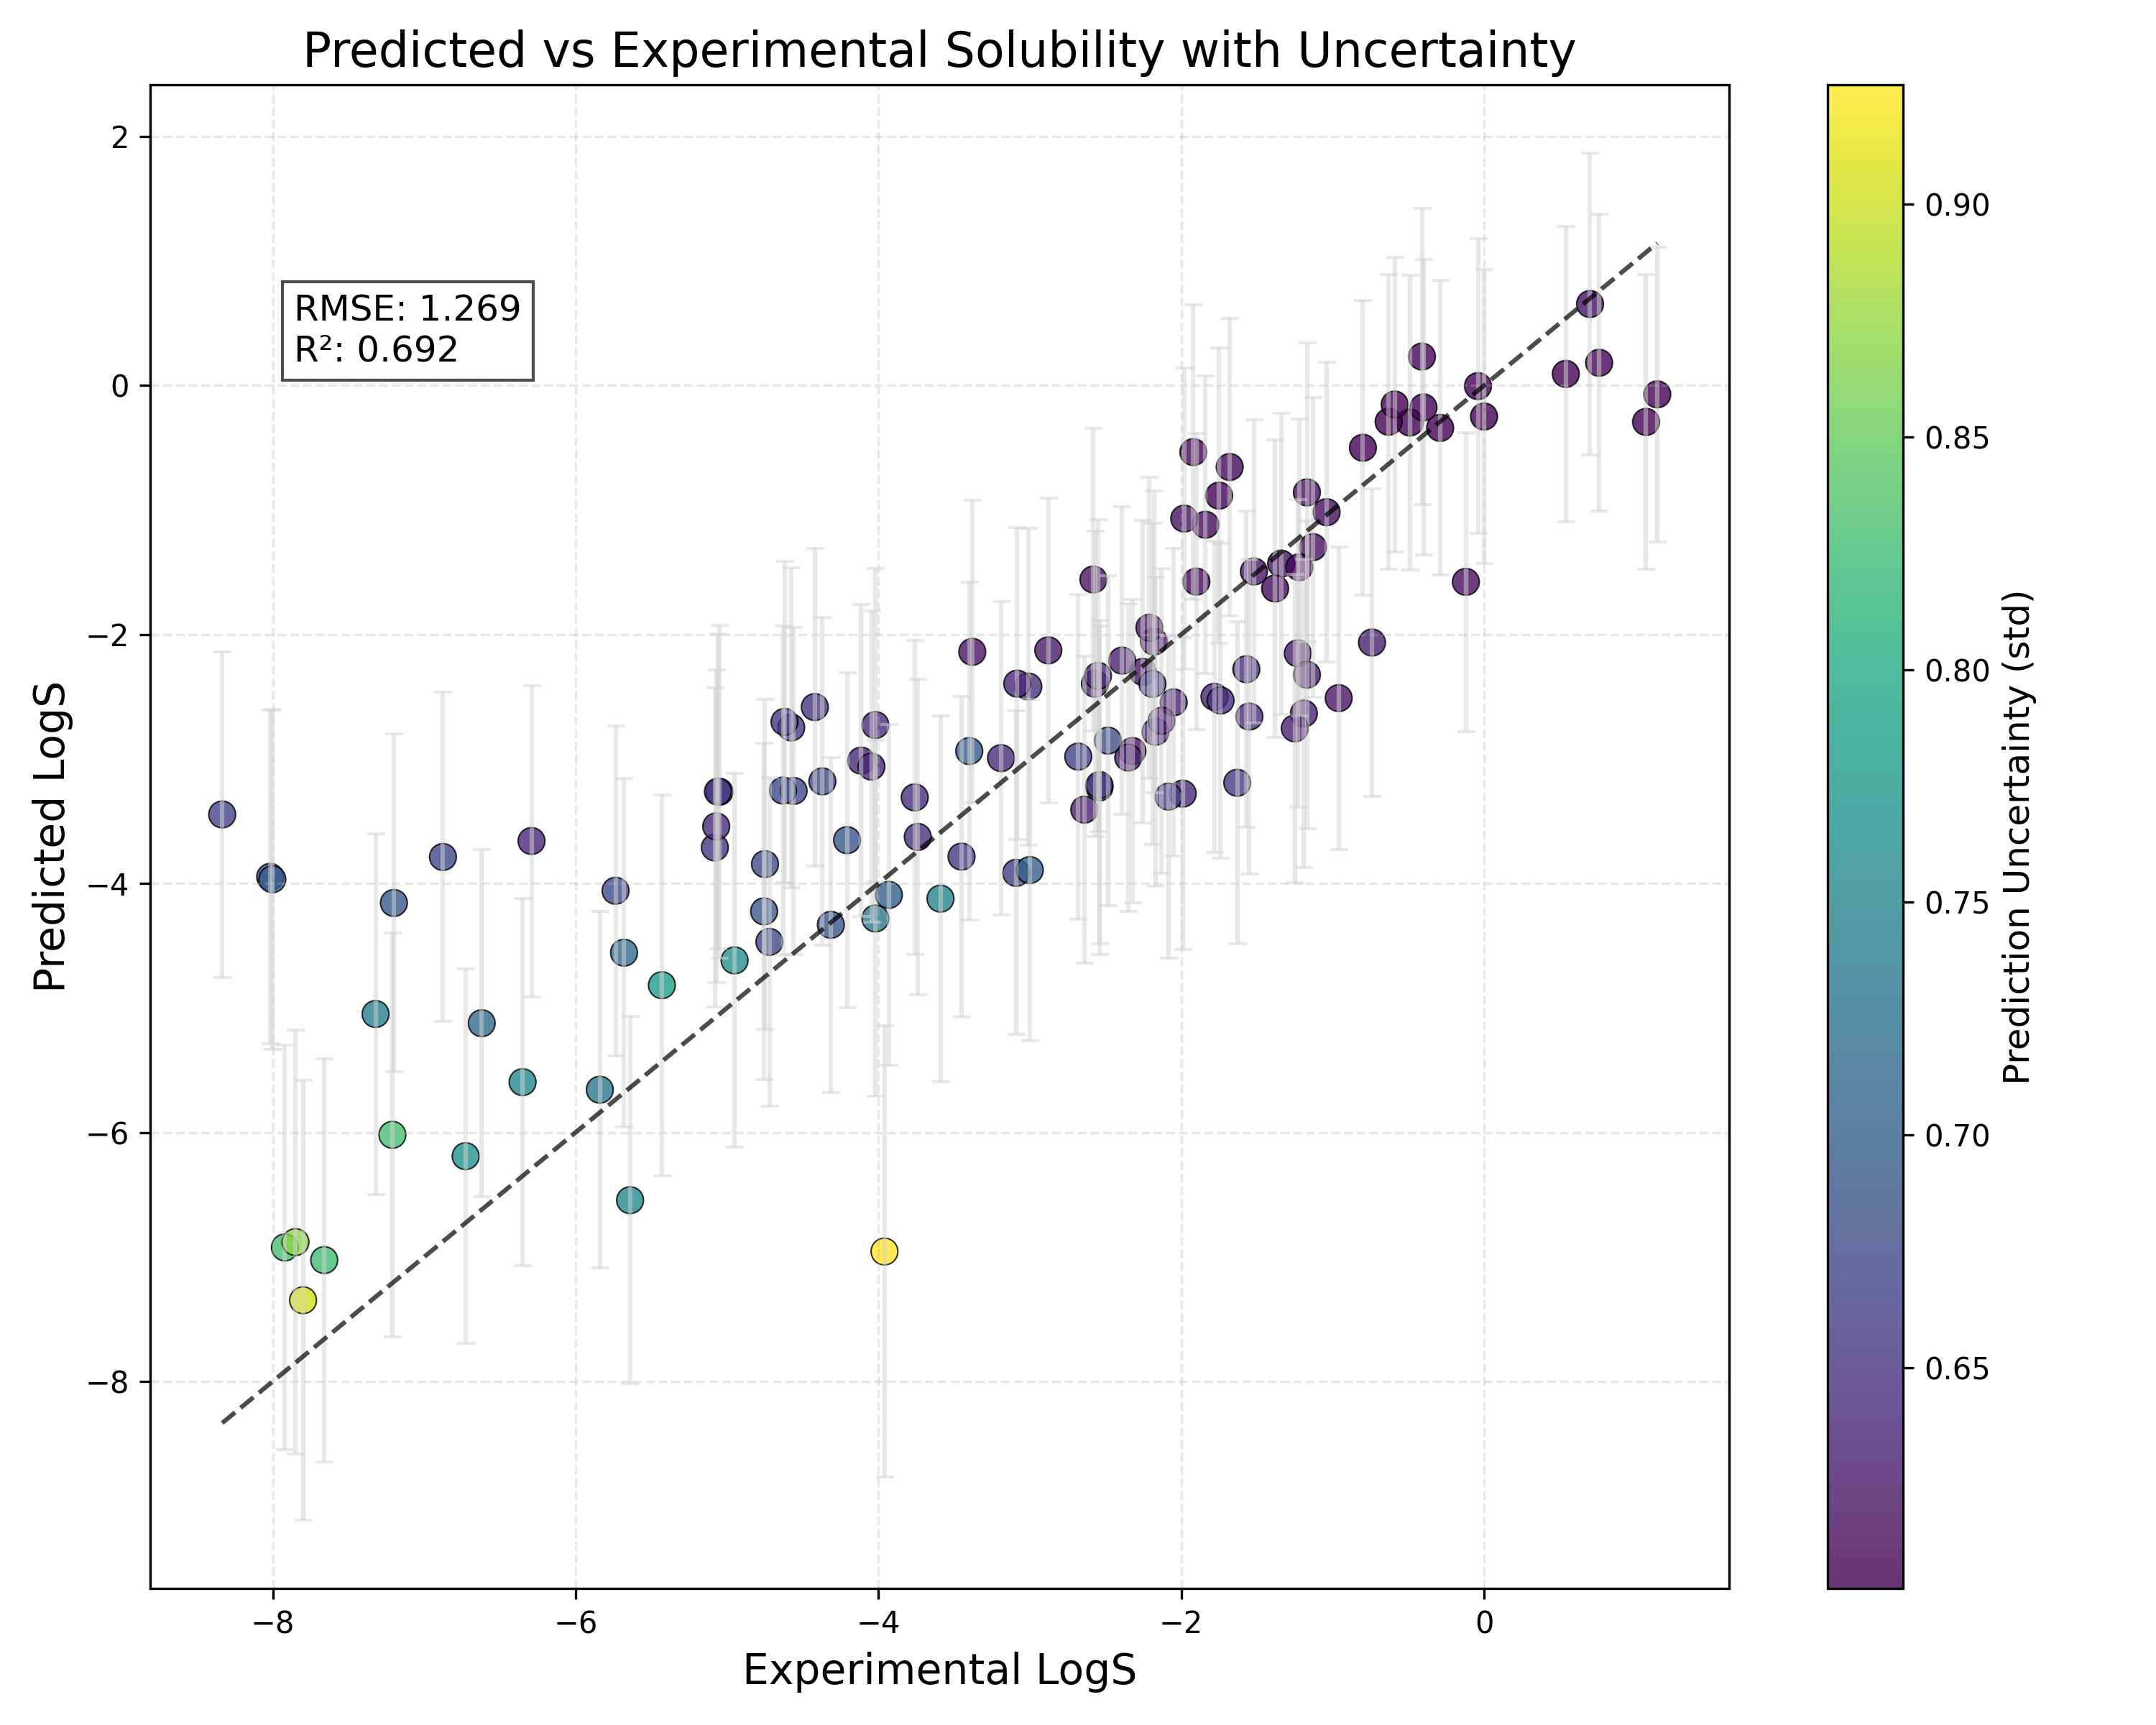 Predicted vs Experimental Solubility with Uncertainty
RMSE: 1.269
R²: 0.692
Predicted LogS
2
0
−2
−4
−6
−8
−8
−6
−4
−2
0
Experimental LogS
0.90
0.85
0.80
0.75
0.70
0.65
Prediction Uncertainty (std)